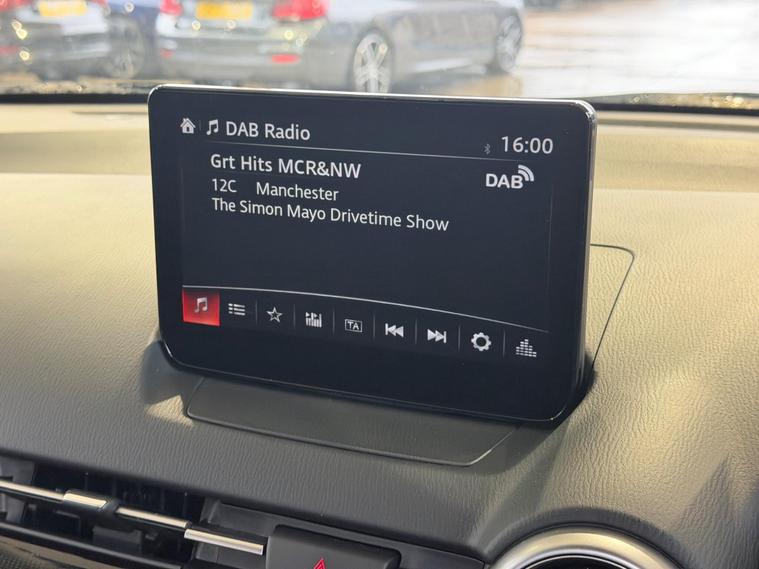 DAB Radio
16:00
Grt Hits MCR&NW
DAB
12C Manchester
The Simon Mayo Drivetime Show
TA